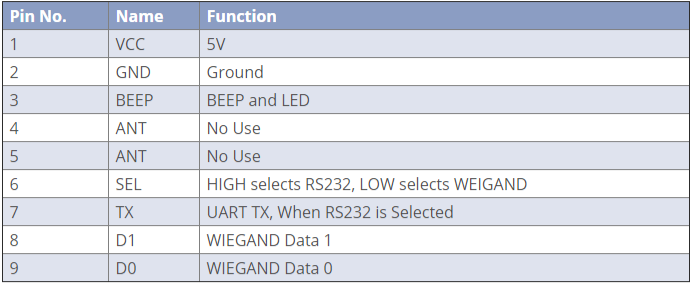 Pin No. Name Function
1 VCC 5V
2 GND Ground
3 BEEP BEEP and LED
4 ANT No Use
5 ANT No Use
6 SEL HIGH selects RS232, LOW selects WEIGAND
7 TX UART TX, When RS232 is Selected
8 D1 WIEGAND Data 1
9 D0 WIEGAND Data 0